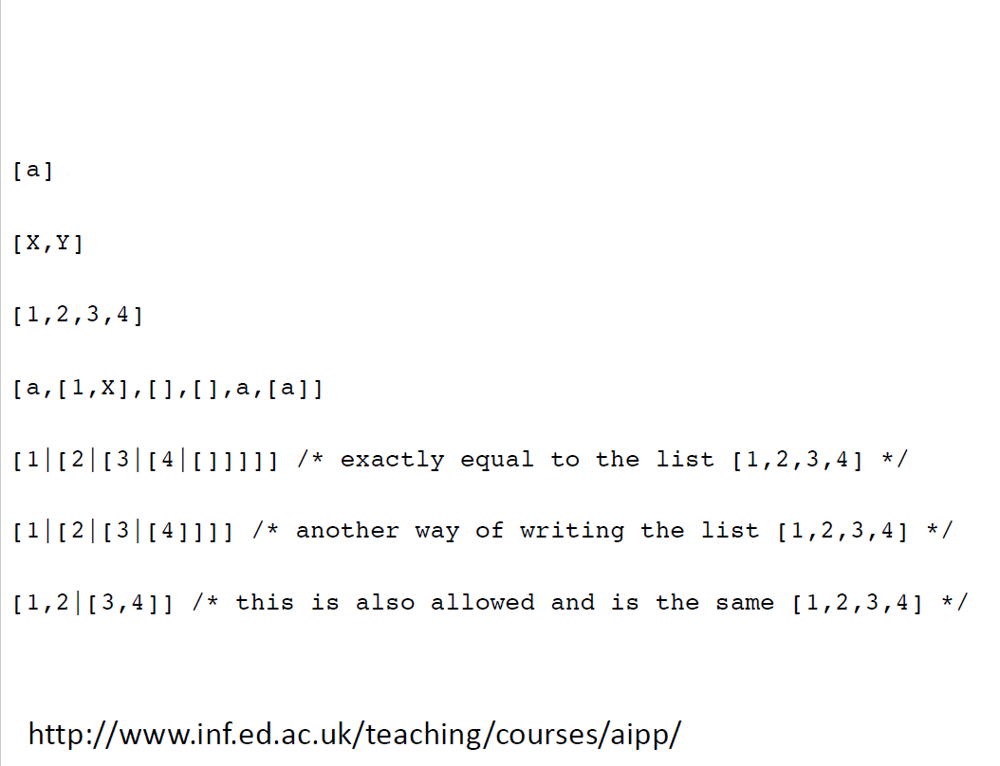 [a]
[X,Y]
[1,2,3,4]
[a,[1,X],[],[],a,[a]]
[1|[2|[3|[4|[]]]]] /* exactly equal to the list [1,2,3,4] */
[1|[2|[3|[4]]]] /* another way of writing the list [1,2,3,4] */
[1,2|[3,4]] /* this is also allowed and is the same [1,2,3,4] */
http://www.inf.ed.ac.uk/teaching/courses/aipp/